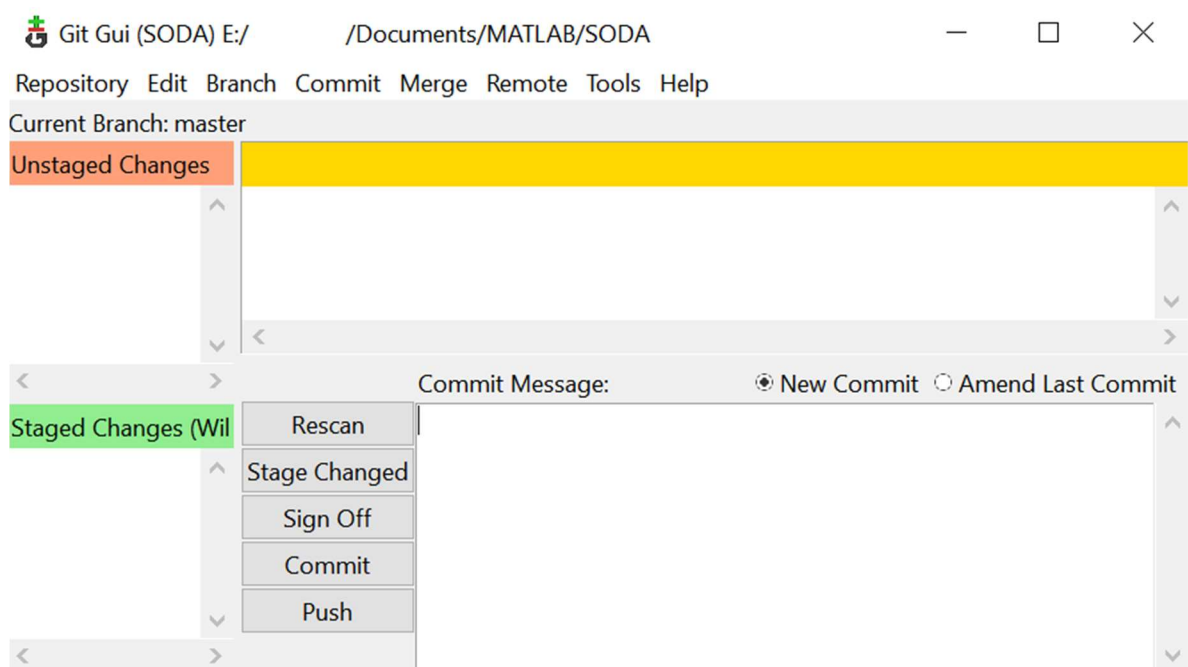 Git Gui (SODA) E:/ /Documents/MATLAB/SODA
Repository Edit Branch Commit Merge Remote Tools Help
Current Branch: master
Unstaged Changes
Commit Message: New Commit Amend Last Commit
Staged Changes (Wil
Rescan
Stage Changed
Sign Off
Commit
Push